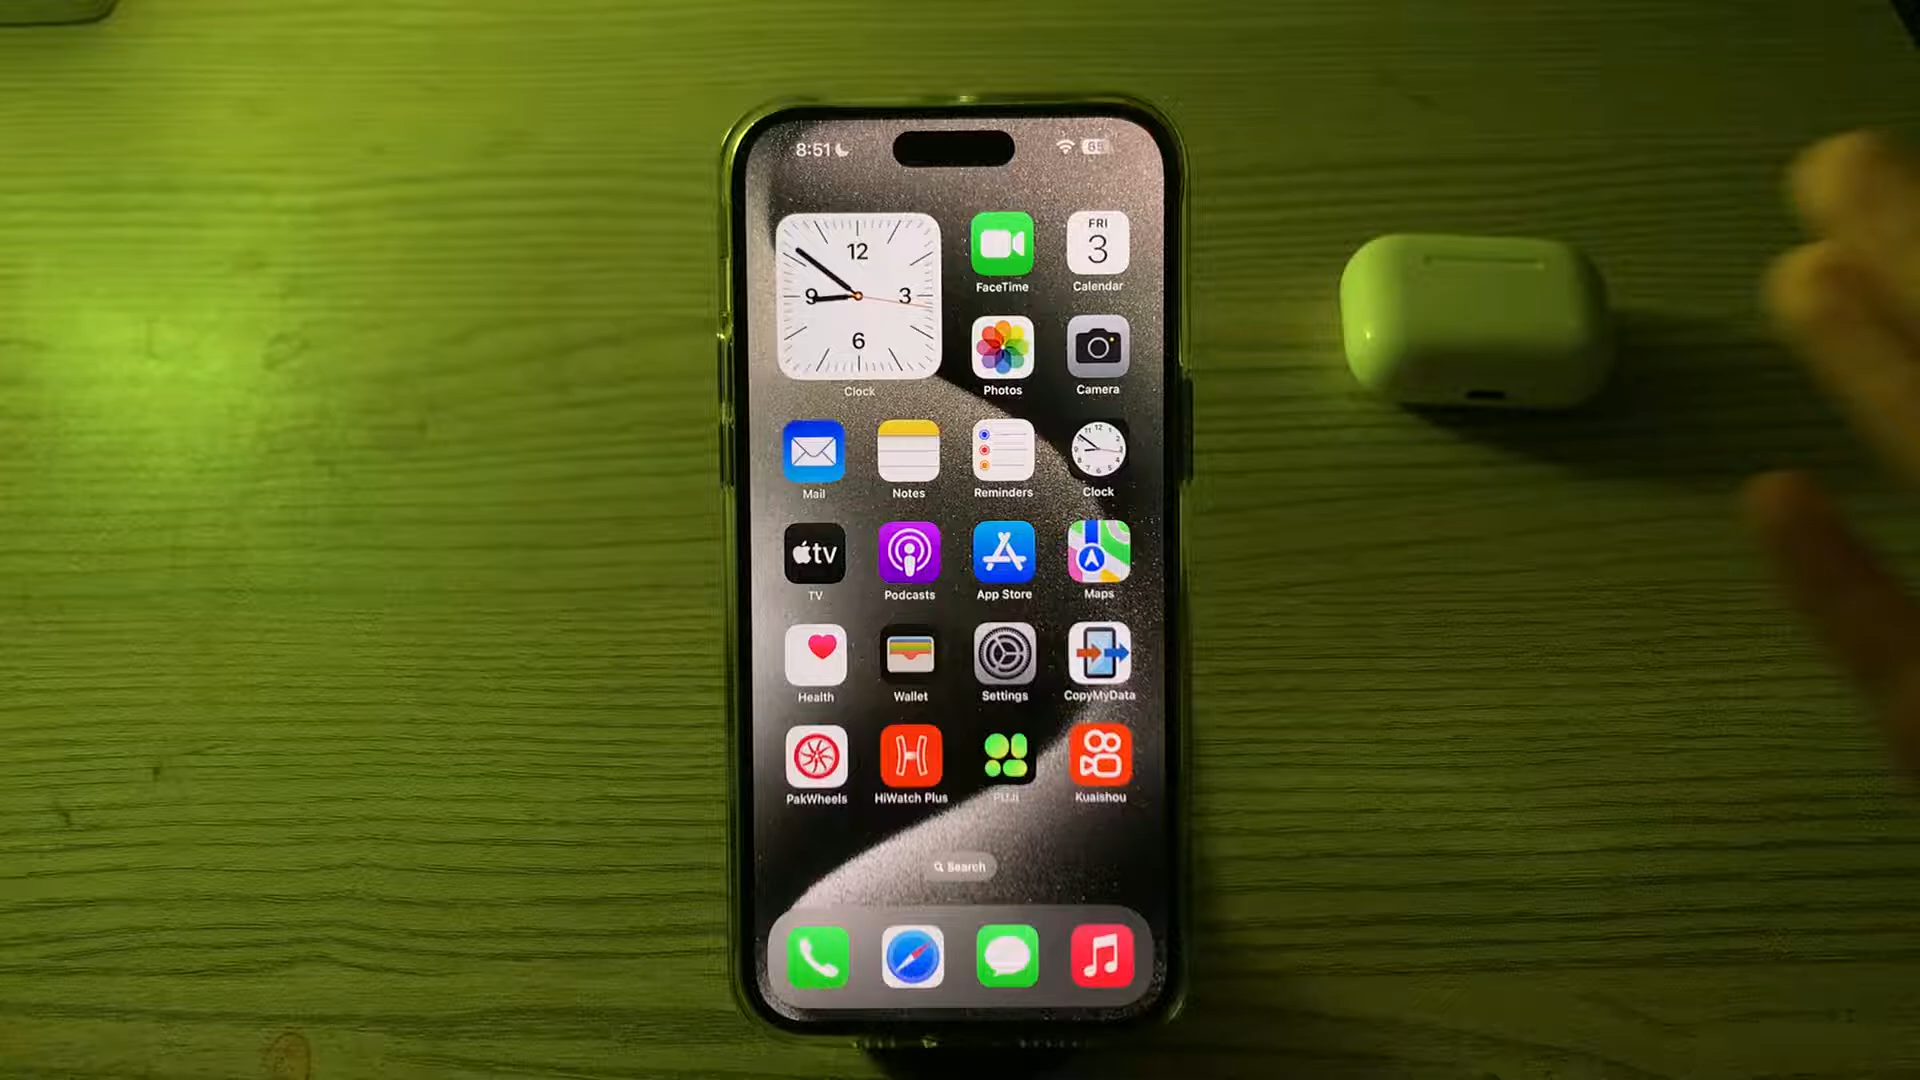 8:51
65
12
9
3
6
Clock
FaceTime
FRI
3
Calendar
Photos
Camera
Mail
Notes
Reminders
Clock
tv
TV
Podcasts
App Store
Maps
Health
Wallet
Settings
CopyMyData
PakWheels
HiWatch Plus
Kuaishou
Search